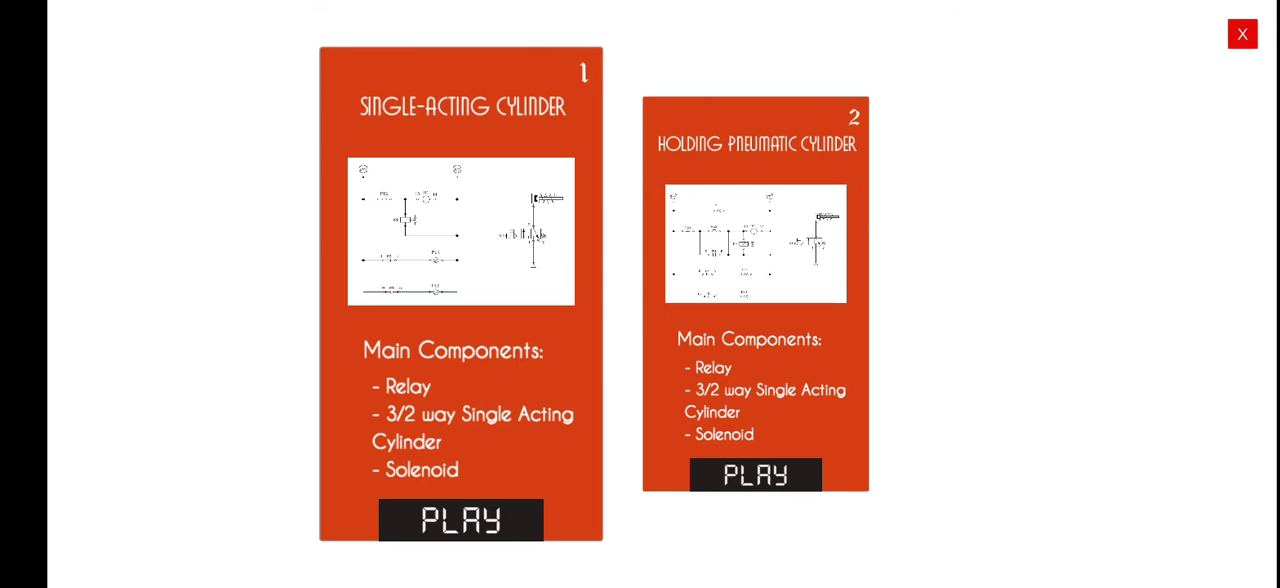 X
1
SINGLE-ACTING CYLINDER
Main Components:
- Relay
- 3/2 way Single Acting
Cylinder
- Solenoid
PLAY
2
HOLDING PNEUMATIC CYLINDER
Main Components:
- Relay
- 3/2 way Single Acting
Cylinder
- Solenoid
PLAY